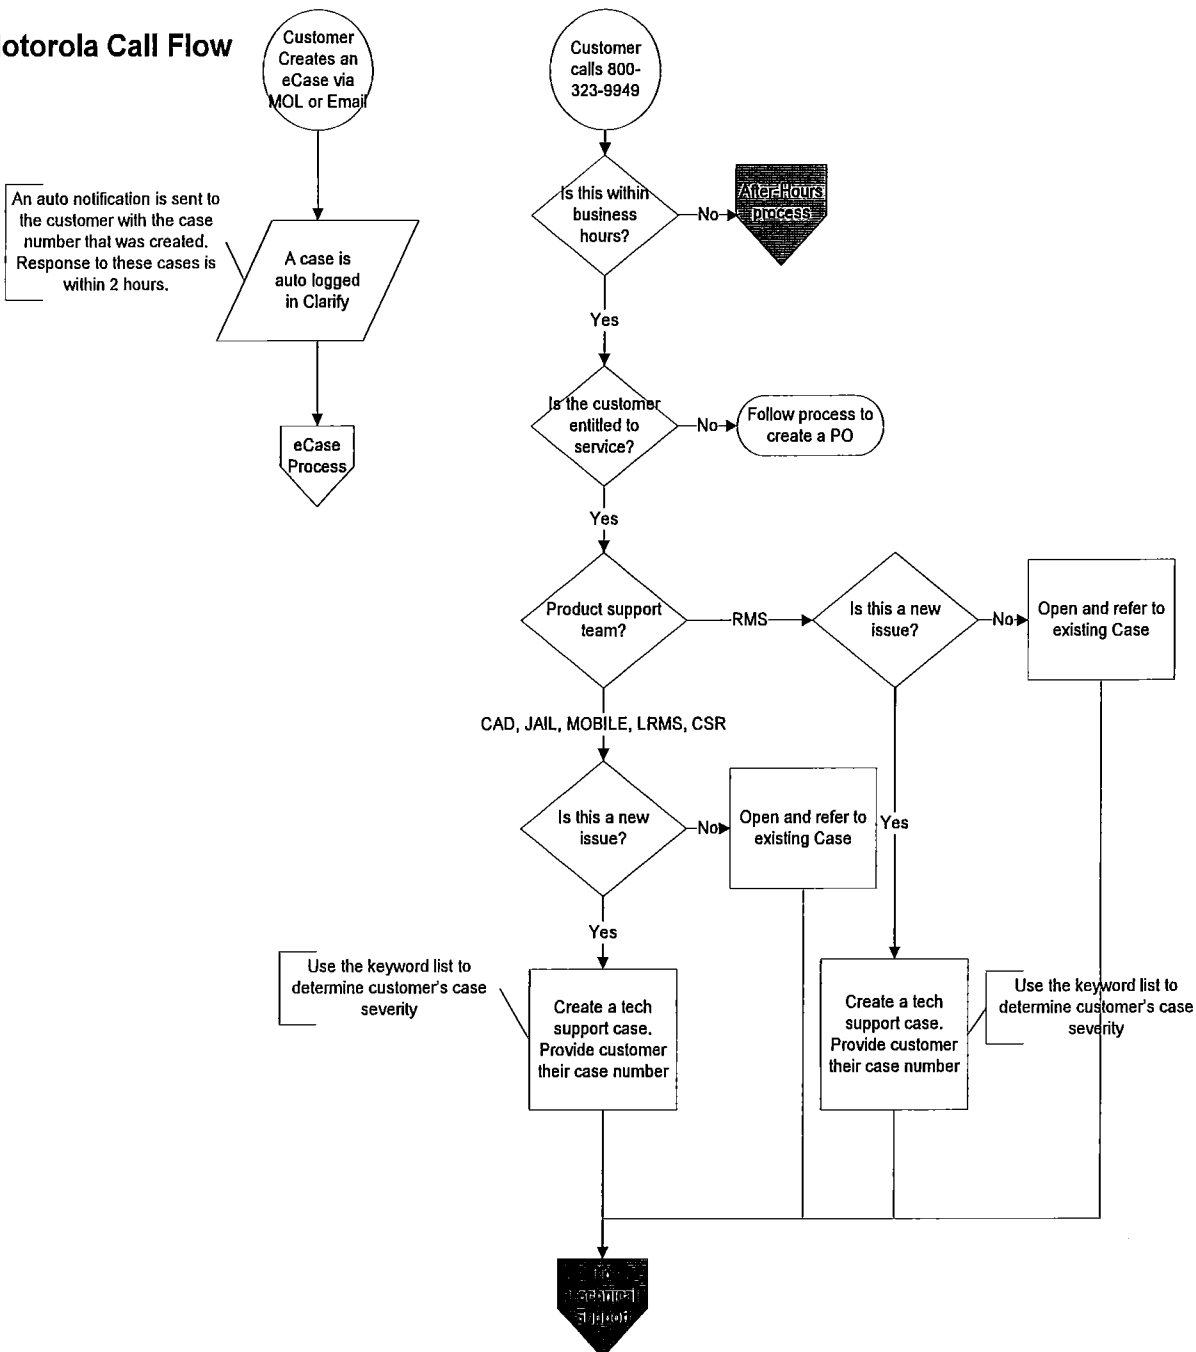 otorola Call Flow
Customer
Creates an
eCase via
MOL or Email
An auto notification is sent to
the customer with the case
number that was created.
Response to these cases is
within 2 hours.
A case is
auto logged
in Clarify
eCase
Process
Customer
calls 800-
323-9949
Is this within
business
hours?
No
After-Hours
process
Yes
Is the customer
entitled to
service?
No
Follow process to
create a PO
Yes
Product support
team?
RMS
Is this a new
issue?
No
Open and refer to
existing Case
CAD, JAIL, MOBILE, LRMS, CSR
Is this a new
issue?
No
Open and refer to
existing Case
Yes
Yes
Use the keyword list to
determine customer's case
severity
Create a tech
support case.
Provide customer
their case number
Create a tech
support case.
Provide customer
their case number
Use the keyword list to
determine customer's case
severity
To
Technical
Support